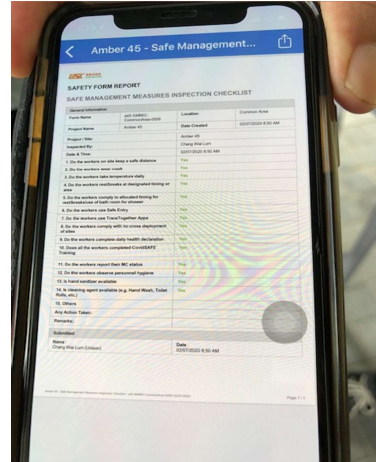 Amber 45 - Safe Management...
SAFETY FORM REPORT
SAFE MANAGEMENT MEASURES INSPECTION CHECKLIST
General Information
Form Name
Location
Common Area
Project Name
Amber 45
Date Created
02/07/2020 8:50 AM
Project / Site:
Amber 45
Inspected By:
Chang Wai Lum
Date & Time:
02/07/2020 8:50 AM
1. Do the workers on site keep a safe distance
Yes
2. Do the workers wear mask
Yes
3. Do the workers take temperature daily
Yes
4. Do the workers rest/breaks at designated timing or
area
Yes
5. Do the workers comply to allocated timing for
rest/breaks/use of bath room for shower
Yes
6. Do the workers use Safe Entry
Yes
7. Do the workers use TraceTogether Apps
Yes
8. Do the workers comply with no cross deployment
of sites
Yes
9. Do the workers complete daily health declaration
Yes
10. Does all the workers completed CovidSAFE
Training
Yes
11. Do the workers report their MC status
Yes
12. Do the workers observe personnel hygiene
Yes
13. Is hand sanitizer available
Yes
14. Is cleaning agent available (e.g. Hand Wash, Toilet
Rolls, etc.)
Yes
15. Others
Any Action Taken:
Remarks:
Submitted
Name:
Chang Wai Lum
Date
02/07/2020 8:50 AM
Page 1 / 1